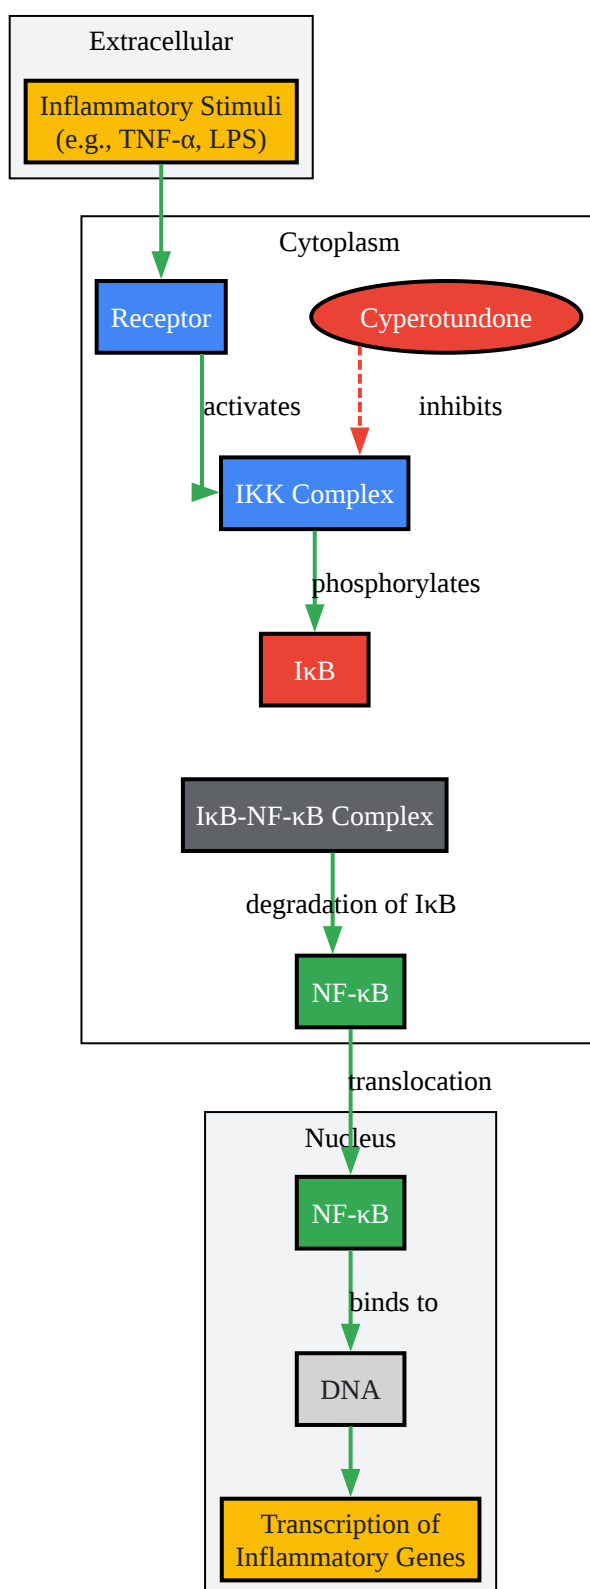 Extracellular
Inflammatory Stimuli
(e.g., TNF-α, LPS)
Cytoplasm
Receptor
Cyperotundone
activates
inhibits
IKK Complex
phosphorylates
IκB
IκB-NF-κB Complex
degradation of IκB
NF-κB
translocation
Nucleus
NF-κB
binds to
DNA
Transcription of
Inflammatory Genes